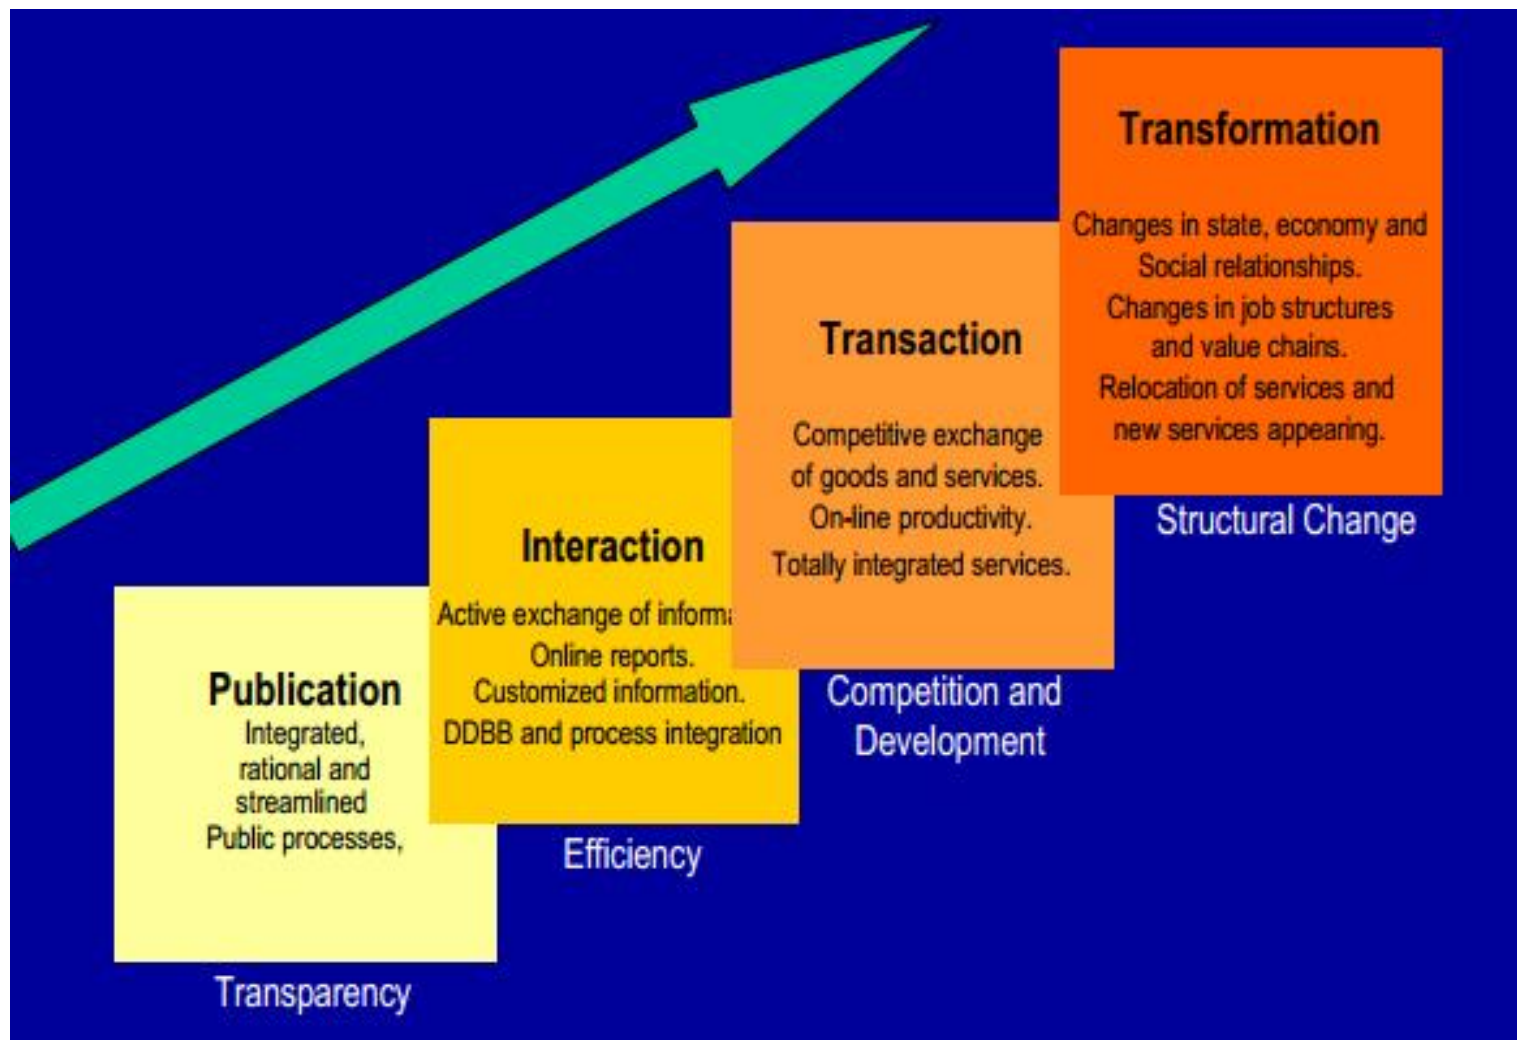 Transformation
Changes in state, economy and
Social relationships.
Changes in job structures
and value chains.
Relocation of services and
new services appearing.
Structural Change
Transaction
Competitive exchange
of goods and services.
On-line productivity.
Totally integrated services.
Competition and
Development
Interaction
Active exchange of
Online reports.
Customized information.
DDBB and process integration
Efficiency
Publication
Integrated,
rational and
streamlined
Public processes,
Transparency